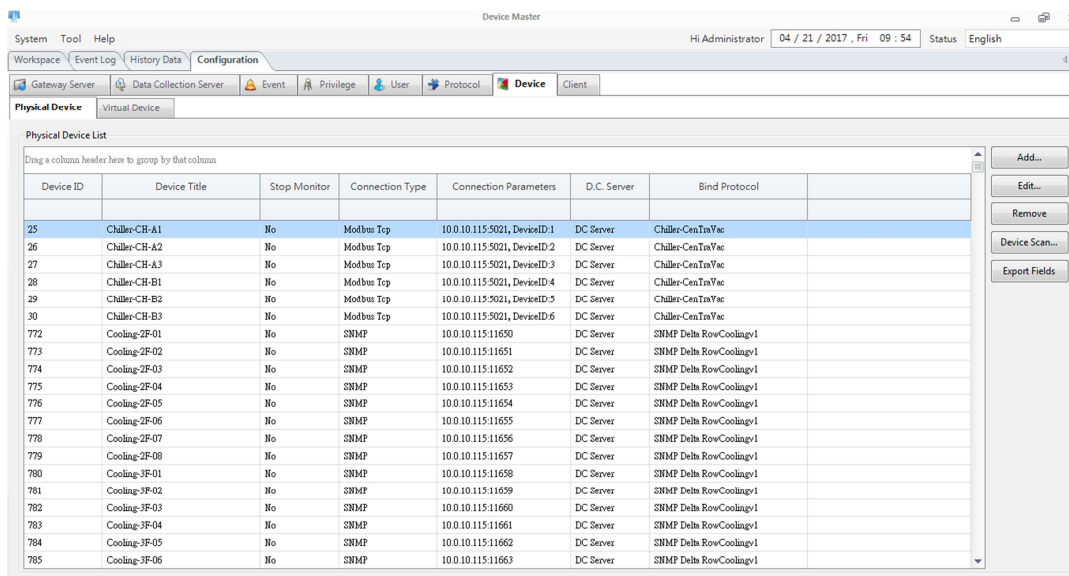 Device Master
System Tool Help Hi Administrator 04 / 21 / 2017 , Fri 09 : 54 Status English
Workspace Event Log History Data Configuration
Gateway Server Data Collection Server Event Privilege User Protocol Device Client
Physical Device Virtual Device
Physical Device List
Drag a column header here to group by that column Add...
Device ID Device Title Stop Monitor Connection Type Connection Parameters D.C. Server Bind Protocol Edit...
Remove
25 Chiller-CH-A1 No Modbus Tcp 10.0.10.115:5021, DeviceID:1 DC Server Chiller-CenTraVac
26 Chiller-CH-A2 No Modbus Tcp 10.0.10.115:5021, DeviceID:2 DC Server Chiller-CenTraVac Device Scan...
27 Chiller-CH-A3 No Modbus Tcp 10.0.10.115:5021, DeviceID:3 DC Server Chiller-CenTraVac Export Fields
28 Chiller-CH-B1 No Modbus Tcp 10.0.10.115:5021, DeviceID:4 DC Server Chiller-CenTraVac
29 Chiller-CH-B2 No Modbus Tcp 10.0.10.115:5021, DeviceID:5 DC Server Chiller-CenTraVac
30 Chiller-CH-B3 No Modbus Tcp 10.0.10.115:5021, DeviceID:6 DC Server Chiller-CenTraVac
772 Cooling-2F-01 No SNMP 10.0.10.115:11650 DC Server SNMP Delta RowCoolingv1
773 Cooling-2F-02 No SNMP 10.0.10.115:11651 DC Server SNMP Delta RowCoolingv1
774 Cooling-2F-03 No SNMP 10.0.10.115:11652 DC Server SNMP Delta RowCoolingv1
775 Cooling-2F-04 No SNMP 10.0.10.115:11653 DC Server SNMP Delta RowCoolingv1
776 Cooling-2F-05 No SNMP 10.0.10.115:11654 DC Server SNMP Delta RowCoolingv1
777 Cooling-2F-06 No SNMP 10.0.10.115:11655 DC Server SNMP Delta RowCoolingv1
778 Cooling-2F-07 No SNMP 10.0.10.115:11656 DC Server SNMP Delta RowCoolingv1
779 Cooling-2F-08 No SNMP 10.0.10.115:11657 DC Server SNMP Delta RowCoolingv1
780 Cooling-3F-01 No SNMP 10.0.10.115:11658 DC Server SNMP Delta RowCoolingv1
781 Cooling-3F-02 No SNMP 10.0.10.115:11659 DC Server SNMP Delta RowCoolingv1
782 Cooling-3F-03 No SNMP 10.0.10.115:11660 DC Server SNMP Delta RowCoolingv1
783 Cooling-3F-04 No SNMP 10.0.10.115:11661 DC Server SNMP Delta RowCoolingv1
784 Cooling-3F-05 No SNMP 10.0.10.115:11662 DC Server SNMP Delta RowCoolingv1
785 Cooling-3F-06 No SNMP 10.0.10.115:11663 DC Server SNMP Delta RowCoolingv1